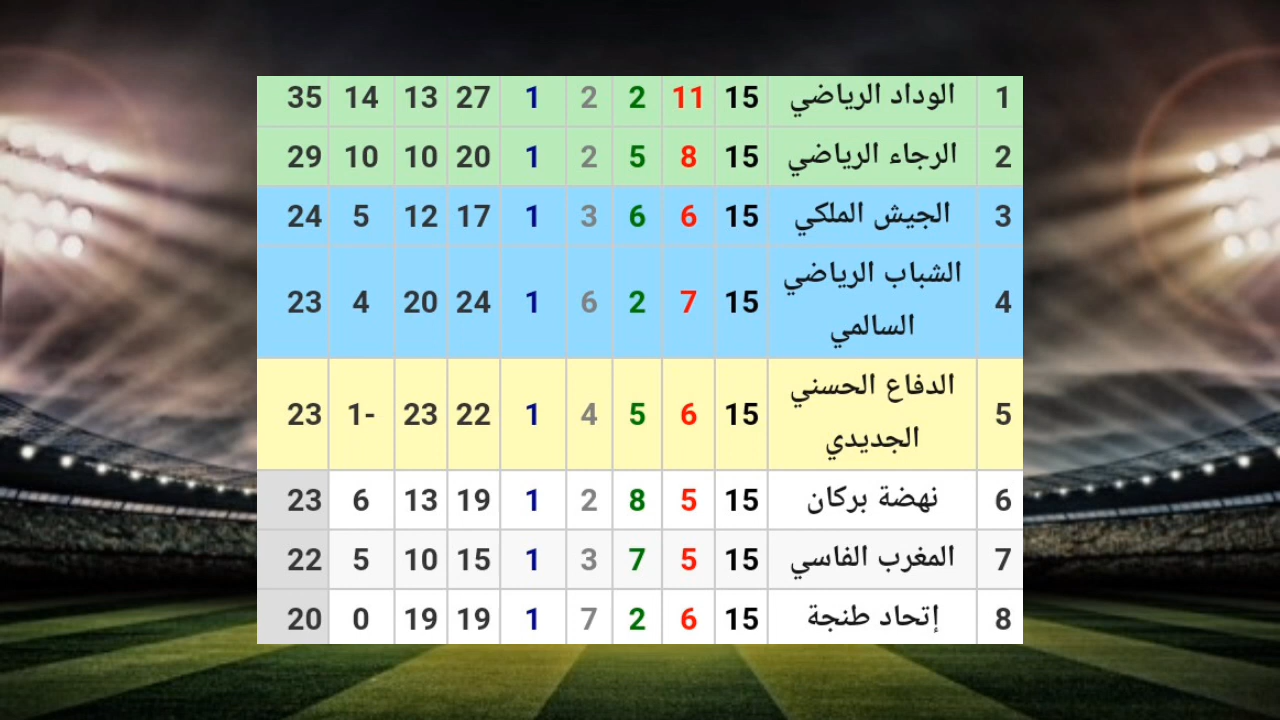 1 الوداد الرياضي 15 11 2 2 1 27 13 14 35
2 الرجاء الرياضي 15 8 5 2 1 20 10 10 29
3 الجيش الملكي 15 6 6 3 1 17 12 5 24
4 الشباب الرياضي السالمي 15 7 2 6 1 24 20 4 23
5 الدفاع الحسني الجديدي 15 6 5 4 1 22 23 1- 23
6 نهضة بركان 15 5 8 2 1 19 13 6 23
7 المغرب الفاسي 15 5 7 3 1 15 10 5 22
8 إتحاد طنجة 15 6 2 7 1 19 19 0 20